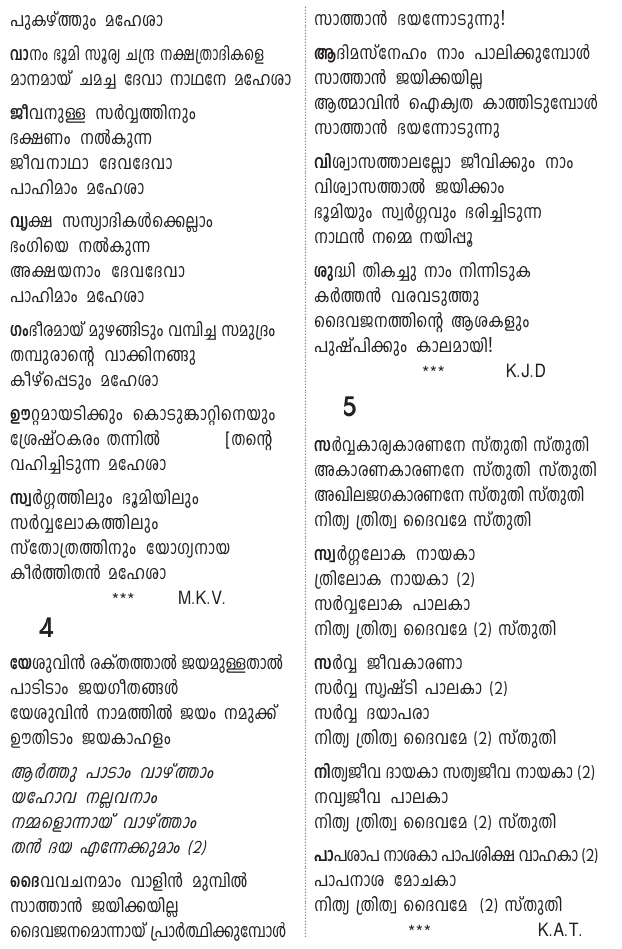 പുകഴ്ത്തും മഹേശാ
വാനം ഭൂമി സൂര്യ ചന്ദ്ര നക്ഷത്രാദികളെ
മാനമായ് ചമച്ച ദേവാ നാഥനേ മഹേശാ
ജീവനുള്ള സർവ്വത്തിനും
ഭക്ഷണം നൽകുന്ന
ജീവനാഥാ ദേവദേവാ
പാഹിമാം മഹേശാ
വൃക്ഷ സസ്യാദികൾക്കെല്ലാം
ഭംഗിയെ നൽകുന്ന
അക്ഷയനാം ദേവദേവാ
പാഹിമാം മഹേശാ
ഗംഭീരമായ് മുഴങ്ങിടും വമ്പിച്ച സമുദ്രം
തമ്പുരാന്റെ വാക്കിനങ്ങു
കീഴ്പ്പെടും മഹേശാ
ഊറ്റമായടിക്കും കൊടുങ്കാറ്റിനെയും
ശ്രേഷ്ഠകരം തന്നിൽ [തന്റെ
വഹിച്ചിടുന്ന മഹേശാ
സ്വർഗ്ഗത്തിലും ഭൂമിയിലും
സർവ്വലോകത്തിലും
സ്തോത്രത്തിനും യോഗ്യനായ
കീർത്തിതൻ മഹേശാ
*** M.K.V.
4
യേശുവിൻ രക്തത്താൽ ജയമുള്ളതാൽ
പാടിടാം ജയഗീതങ്ങൾ
യേശുവിൻ നാമത്തിൽ ജയം നമുക്ക്
ഊതിടാം ജയകാഹളം
ആർത്തു പാടാം വാഴ്ത്താം
യഹോവ നല്ലവനാം
നമ്മളൊന്നായ് വാഴ്ത്താം
തൻ ദയ എന്നേക്കുമാം (2)
ദൈവവചനമാം വാളിൻ മുമ്പിൽ
സാത്താൻ ജയിക്കയില്ല
ദൈവജനമൊന്നായ് പ്രാർത്ഥിക്കുമ്പോൾ
സാത്താൻ ഭയന്നോടുന്നു!
ആദിമസ്നേഹം നാം പാലിക്കുമ്പോൾ
സാത്താൻ ജയിക്കയില്ല
ആത്മാവിൻ ഐക്യത കാത്തിടുമ്പോൾ
സാത്താൻ ഭയന്നോടുന്നു
വിശ്വാസത്താലല്ലോ ജീവിക്കും നാം
വിശ്വാസത്താൽ ജയിക്കാം
ഭൂമിയും സ്വർഗ്ഗവും ഭരിച്ചിടുന്ന
നാഥൻ നമ്മെ നയിപ്പൂ
ശുദ്ധി തികച്ചു നാം നിന്നിടുക
കർത്തൻ വരവടുത്തു
ദൈവജനത്തിന്റെ ആശകളും
പുഷ്പിക്കും കാലമായി!
*** K.J.D
5
സർവ്വകാര്യകാരണനേ സ്തുതി സ്തുതി
അകാരണകാരണനേ സ്തുതി സ്തുതി
അഖിലജഗകാരണനേ സ്തുതി സ്തുതി
നിത്യ ത്രിത്വ ദൈവമേ സ്തുതി
സ്വർഗ്ഗലോക നായകാ
ത്രിലോക നായകാ (2)
സർവ്വലോക പാലകാ
നിത്യ ത്രിത്വ ദൈവമേ (2) സ്തുതി
സർവ്വ ജീവകാരണാ
സർവ്വ സൃഷ്ടി പാലകാ (2)
സർവ്വ ദയാപരാ
നിത്യ ത്രിത്വ ദൈവമേ (2) സ്തുതി
നിത്യജീവ ദായകാ സത്യജീവ നായകാ (2)
നവ്യജീവ പാലകാ
നിത്യ ത്രിത്വ ദൈവമേ (2) സ്തുതി
പാപശാപ നാശകാ പാപശിക്ഷ വാഹകാ (2)
പാപനാശ മോചകാ
നിത്യ ത്രിത്വ ദൈവമേ (2) സ്തുതി
*** K.A.T.